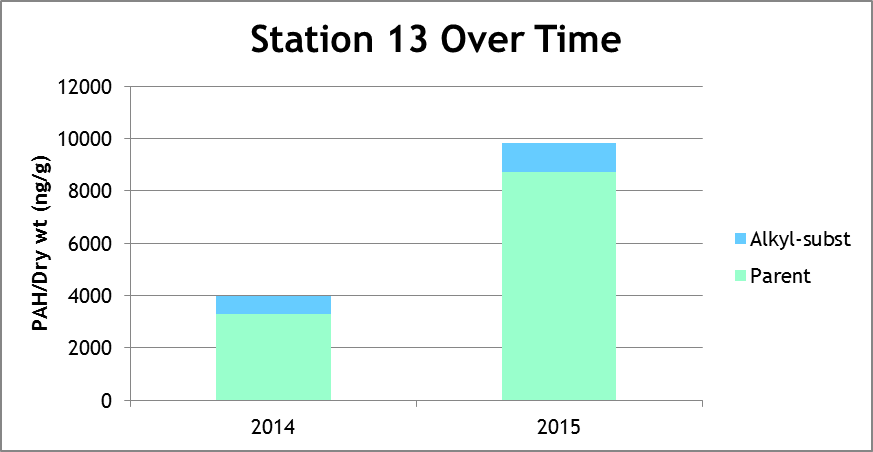 Station 13 Over Time
PAH/Dry wt (ng/g)
12000
10000
8000
6000
4000
2000
0
2014
2015
Alkyl-subst
Parent